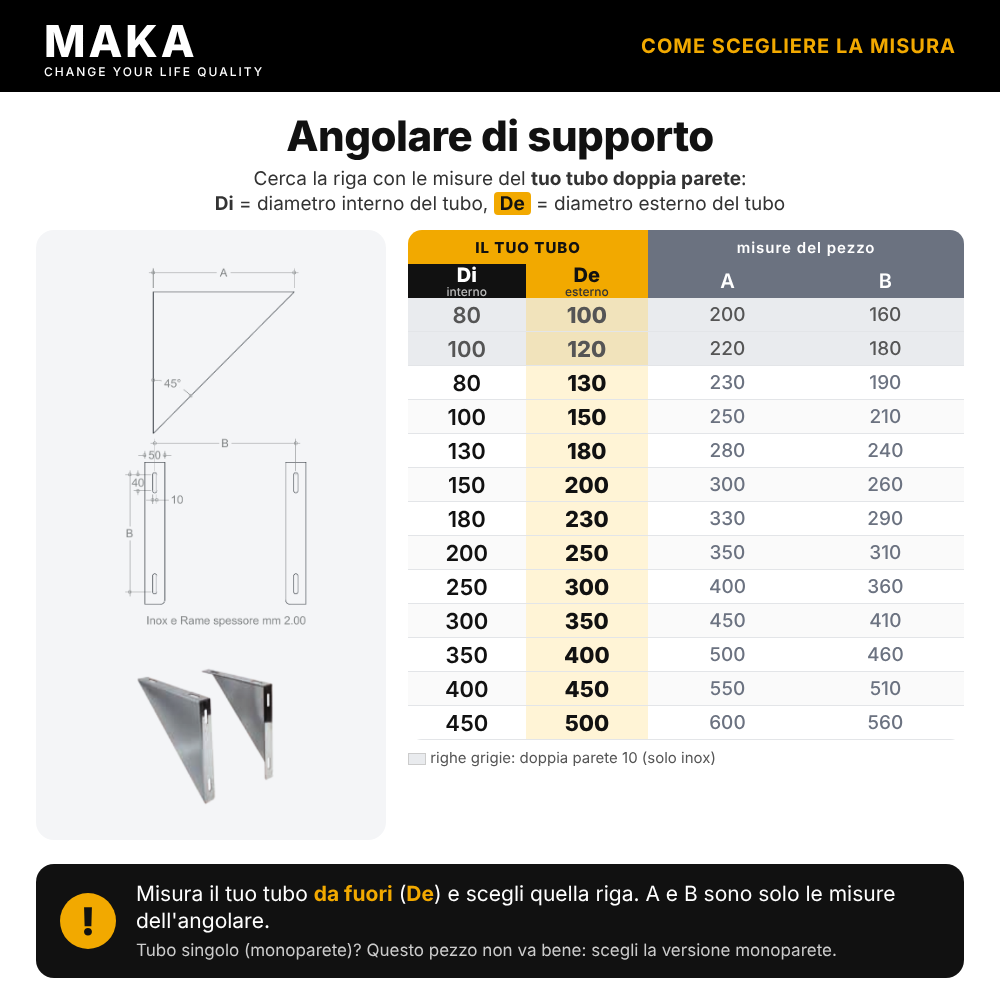 MAKA
CHANGE YOUR LIFE QUALITY
COME SCEGLIERE LA MISURA
Angolare di supporto
Cerca la riga con le misure del tuo tubo doppia parete:
Di = diametro interno del tubo, De = diametro esterno del tubo
A
45°
B
50
40
10
B
Inox e Rame spessore mm 2.00
IL TUO TUBO misure del pezzo
Di De A B
interno esterno
80 100 200 160
100 120 220 180
80 130 230 190
100 150 250 210
130 180 280 240
150 200 300 260
180 230 330 290
200 250 350 310
250 300 400 360
300 350 450 410
350 400 500 460
400 450 550 510
450 500 600 560
righe grigie: doppia parete 10 (solo inox)
!
Misura il tuo tubo da fuori (De) e scegli quella riga. A e B sono solo le misure
dell'angolare.
Tubo singolo (monoparete)? Questo pezzo non va bene: scegli la versione monoparete.